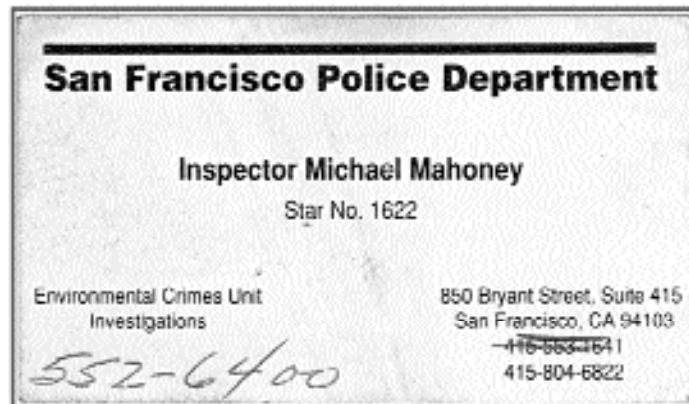 San Francisco Police Department
Inspector Michael Mahoney
Star No. 1622
Environmental Crimes Unit
Investigations
552-6400
850 Bryant Street, Suite 415
San Francisco, CA 94103
415-804-6822